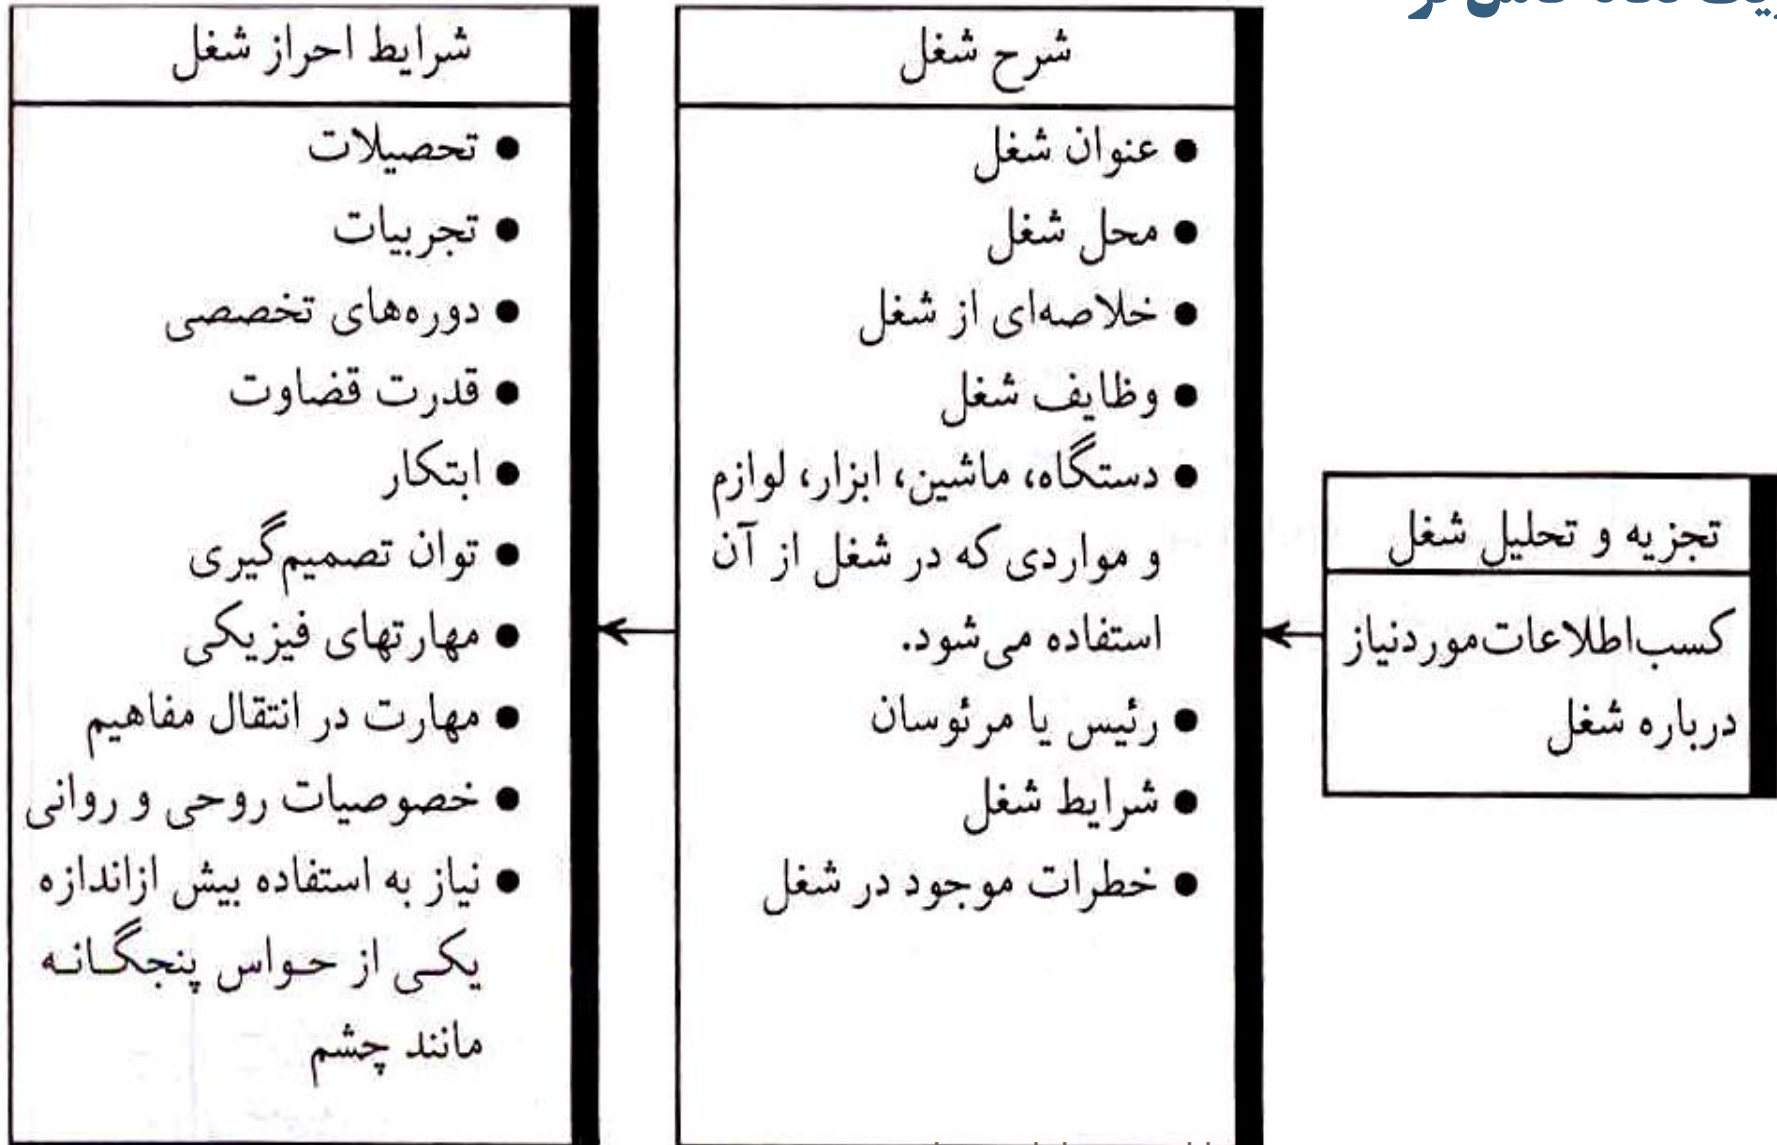 تجزیه و تحلیل شغل
کسب‌اطلاعات‌موردنیاز
درباره شغل
شرح شغل
● عنوان شغل
● محل شغل
● خلاصه‌ای از شغل
● وظایف شغل
● دستگاه، ماشین، ابزار، لوازم
و مواردی که در شغل از آن
استفاده می‌شود.
● رئیس یا مرئوسان
● شرایط شغل
● خطرات موجود در شغل
شرایط احراز شغل
● تحصیلات
● تجربیات
● دوره‌های تخصصی
● قدرت قضاوت
● ابتکار
● توان تصمیم‌گیری
● مهارتهای فیزیکی
● مهارت در انتقال مفاهیم
● خصوصیات روحی و روانی
● نیاز به استفاده بیش ازاندازه
یکی از حواس پنجگانه
مانند چشم